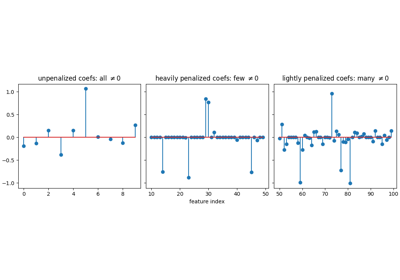 unpenalized coefs: all ≠0
heavily penalized coefs: few ≠0
lightly penalized coefs: many ≠0
1.0
0.5
0.0
−0.5
−1.0
0 2 4 6 8
10 20 30 40 50
50 60 70 80 90 100
feature index